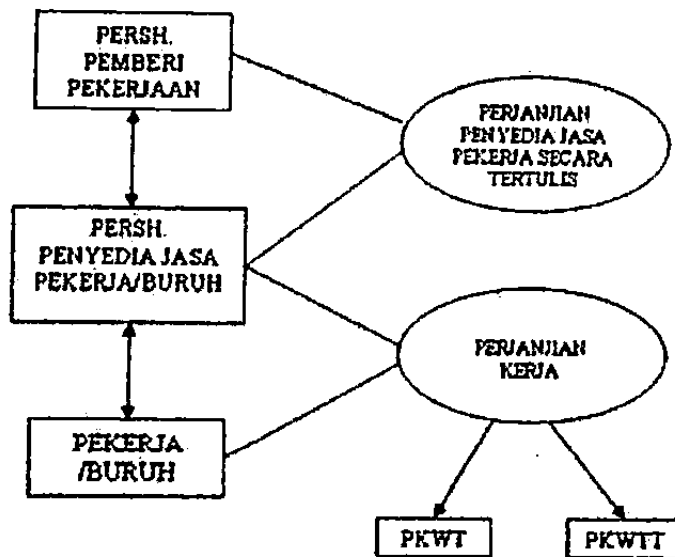 PERSH.
PEMBERI
PEKERJAAN
PERJANJIAN
PENYEDIA JASA
PEKERJA SECARA
TERTULIS
PERSH.
PENYEDIA JASA
PEKERJA/BURUH
PERJANJIAN
KERJA
PEKERJA
/BURUH
PKWT
PKWTT